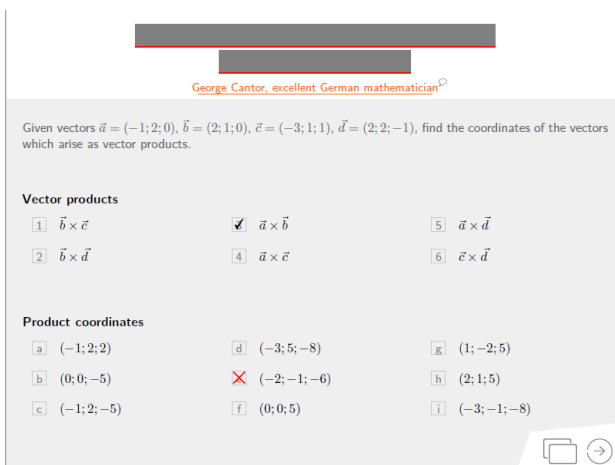 George Cantor, excellent German mathematician
Given vectors a⃗ = (−1; 2; 0), b⃗ = (2; 1; 0), c⃗ = (−3; 1; 1), d⃗ = (2; 2; −1), find the coordinates of the vectors
which arise as vector products.
Vector products
1 b⃗ × c⃗ a⃗ × b⃗ 5 a⃗ × d⃗
2 b⃗ × d⃗ 4 a⃗ × c⃗ 6 c⃗ × d⃗
Product coordinates
a (−1; 2; 2) d (−3; 5; −8) g (1; −2; 5)
b (0; 0; −5) (−2; −1; −6) h (2; 1; 5)
c (−1; 2; −5) f (0; 0; 5) i (−3; −1; −8)